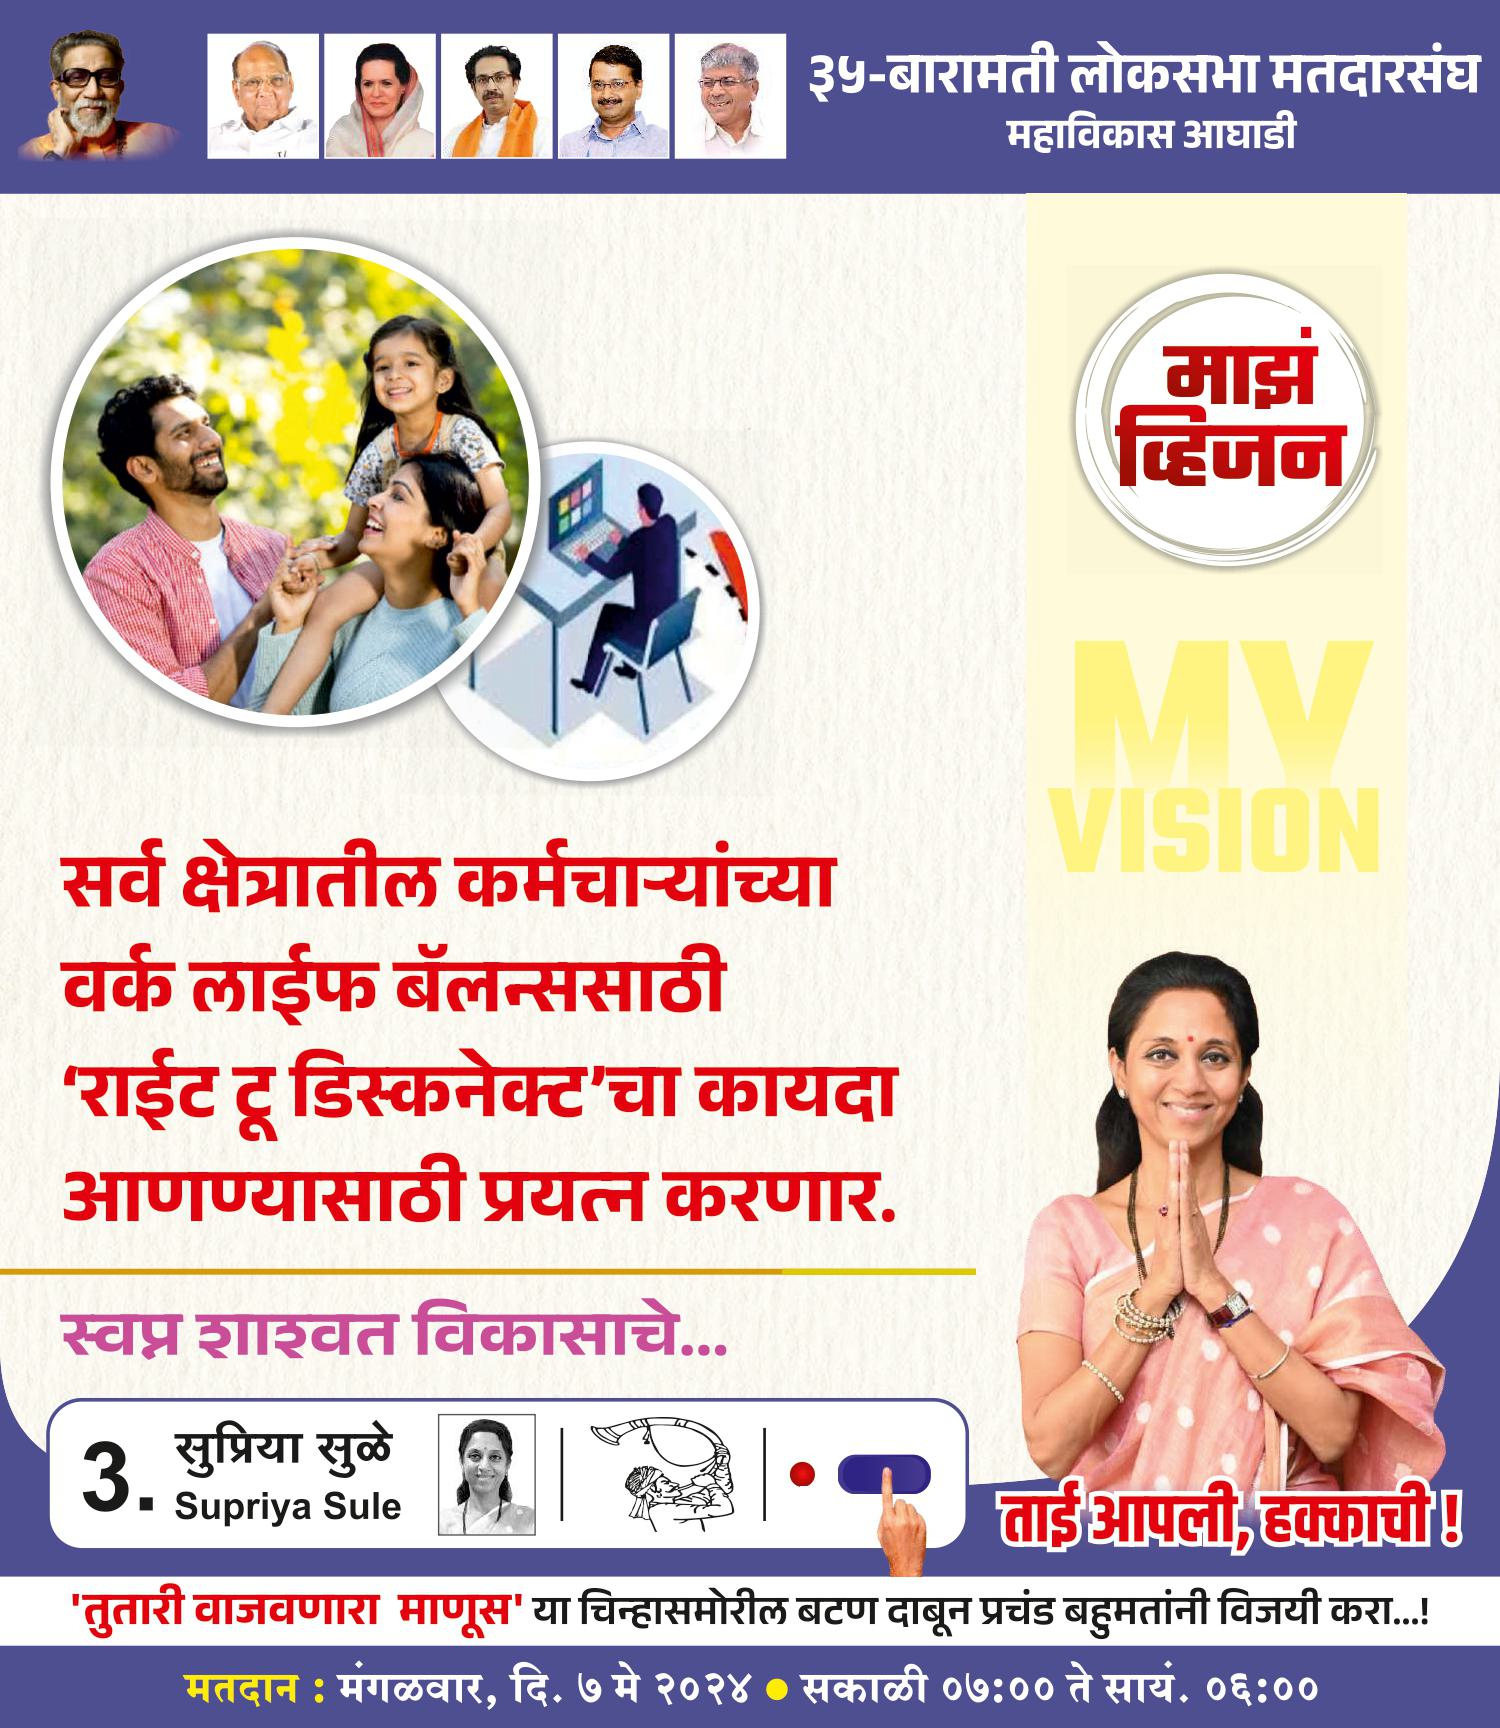 ३५-बारामती लोकसभा मतदारसंघ
महाविकास आघाडी
माझं
व्हिजन
MY
VISION
सर्व क्षेत्रातील कर्मचाऱ्यांच्या
वर्क लाईफ बॅलन्ससाठी
‘राईट टू डिस्कनेक्ट’चा कायदा
आणण्यासाठी प्रयत्न करणार.
स्वप्न शाश्वत विकासाचे...
3. सुप्रिया सुळे
Supriya Sule
ताई आपली, हक्काची !
'तुतारी वाजवणारा माणूस' या चिन्हासमोरील बटण दाबून प्रचंड बहुमतांनी विजयी करा...!
मतदान : मंगळवार, दि. ७ मे २०२४ ● सकाळी ०७:०० ते सायं. ०६:००